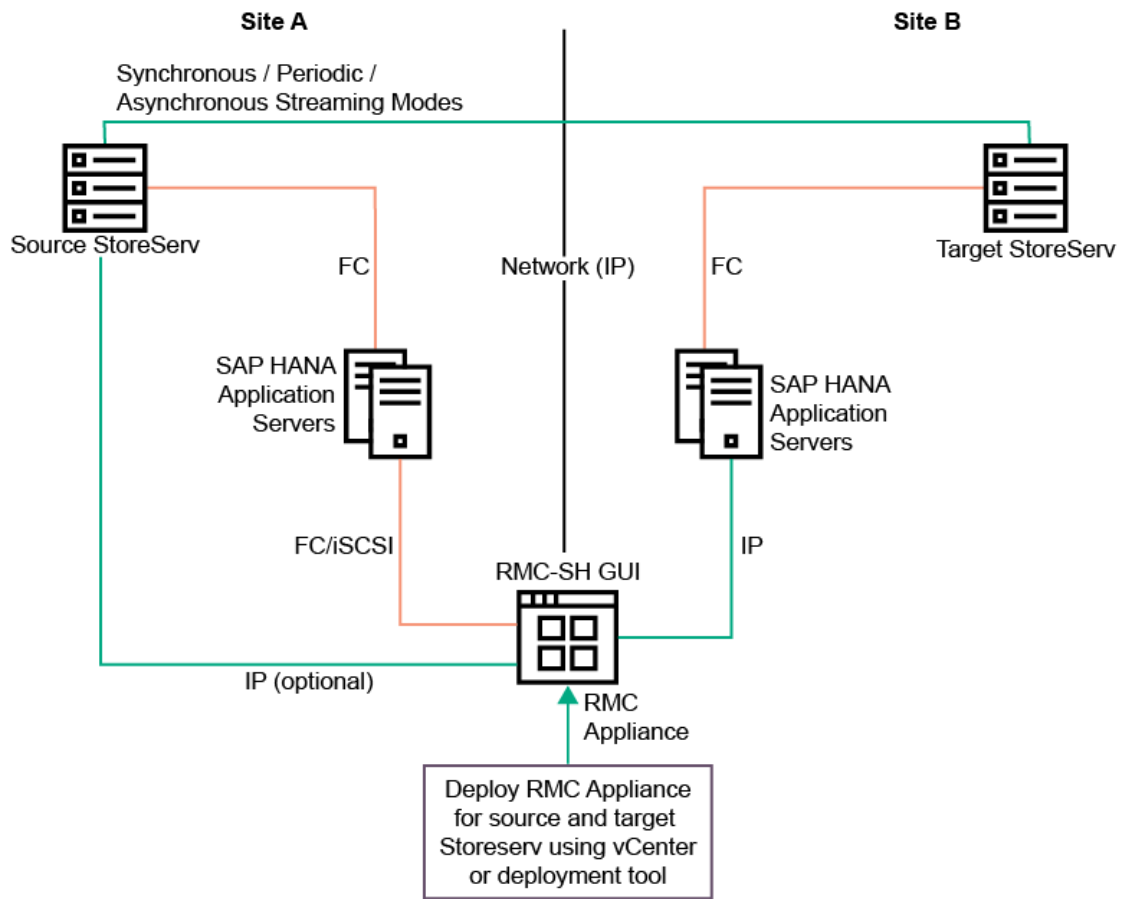 Site A
Site B
Synchronous / Periodic /
Asynchronous Streaming Modes
Source StoreServ
Target StoreServ
FC
Network (IP)
FC
SAP HANA
Application
Servers
SAP HANA
Application
Servers
FC/iSCSI
IP
RMC-SH GUI
IP (optional)
RMC
Appliance
Deploy RMC Appliance
for source and target
Storeserv using vCenter
or deployment tool